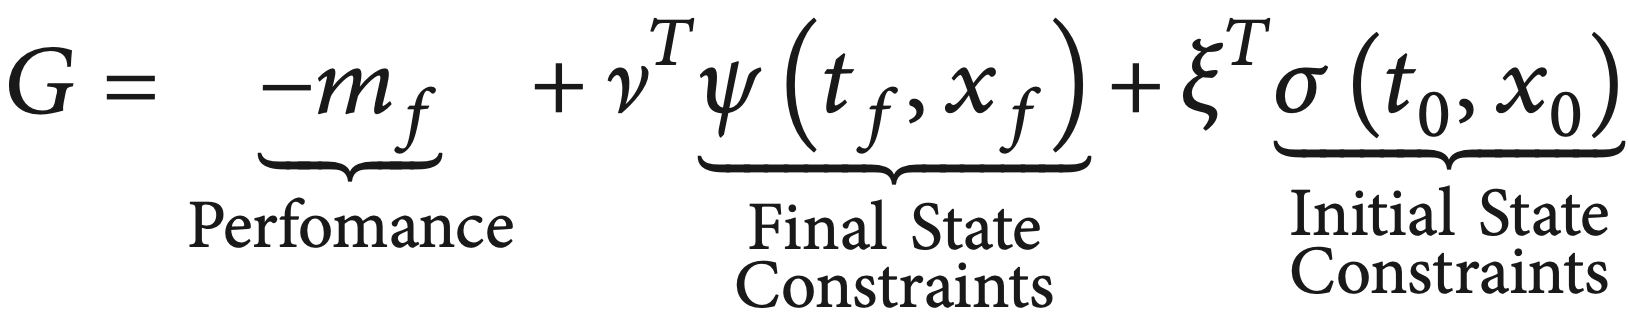 G = −m_f + ν^T ψ (t_f, x_f) + ξ^T σ (t_0, x_0)
Perfomance Final State Initial State
Constraints Constraints